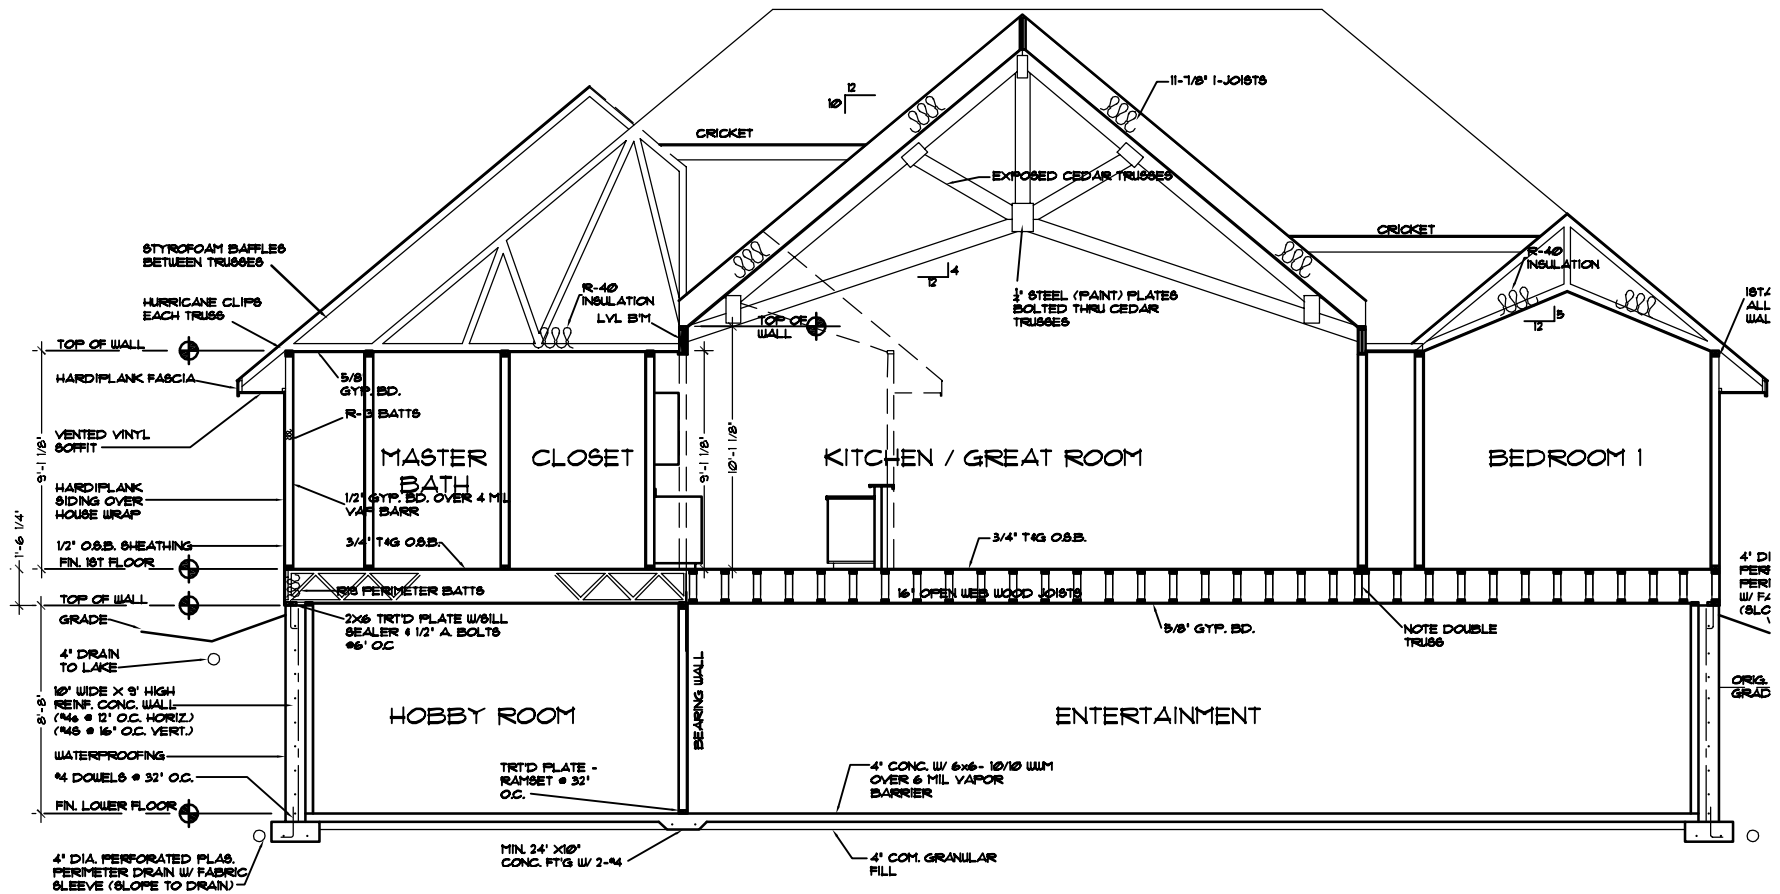 12
10
11-7/8" I-JOISTS
CRICKET
EXPOSED CEDAR TRUSSES
STYROFOAM BAFFLES
BETWEEN TRUSSES
CRICKET
R-40
INSULATION
4
12
HURRICANE CLIPS
EACH TRUSS
R-40
INSULATION
LVL B'M
TOP OF
WALL
STEEL (PAINT) PLATES
BOLTED THRU CEDAR
TRUSSES
5
12
ALL
TOP OF WALL
HARDIPLANK FASCIA
5/8
GYP. BD.
BATTS
VENTED VINYL
SOFFIT
9'-1 1/8"
9'-1 1/8"
10'-1 1/8"
MASTER
BATH
CLOSET
KITCHEN / GREAT ROOM
BEDROOM 1
HARDIPLANK
SIDING OVER
HOUSE WRAP
1/2" GYP. BD. OVER 4 MIL
VAP BARR
1'-6 1/4"
1/2" O.S.B. SHEATHING
3/4" T&G O.S.B.
3/4" T&G O.S.B.
FIN. 1ST FLOOR
PERIMETER BATTS
16" OPEN WEB WOOD JOISTS
TOP OF WALL
GRADE
2X6 TRT'D PLATE W/SILL
SEALER & 1/2" A. BOLTS
@6' O.C
5/8" GYP. BD.
NOTE DOUBLE
TRUSS
4" DRAIN
TO LAKE
BEARING WALL
10" WIDE X 9' HIGH
REINF. CONC. WALL
(#4s @ 12" O.C. HORIZ.)
(#4S @ 16" O.C. VERT.)
ORIG.
8'-8"
HOBBY ROOM
ENTERTAINMENT
WATERPROOFING
#4 DOWELS @ 32" O.C.
TRT'D PLATE -
RAMSET @ 32"
O.C.
4" CONC. W/ 6x6- 10/10 WWM
OVER 6 MIL VAPOR
BARRIER
FIN. LOWER FLOOR
4" DIA. PERFORATED PLAS.
PERIMETER DRAIN W/ FABRIC
SLEEVE (SLOPE TO DRAIN)
MIN. 24" X10"
CONC. FT'G W/ 2-#4
4" COM. GRANULAR
FILL